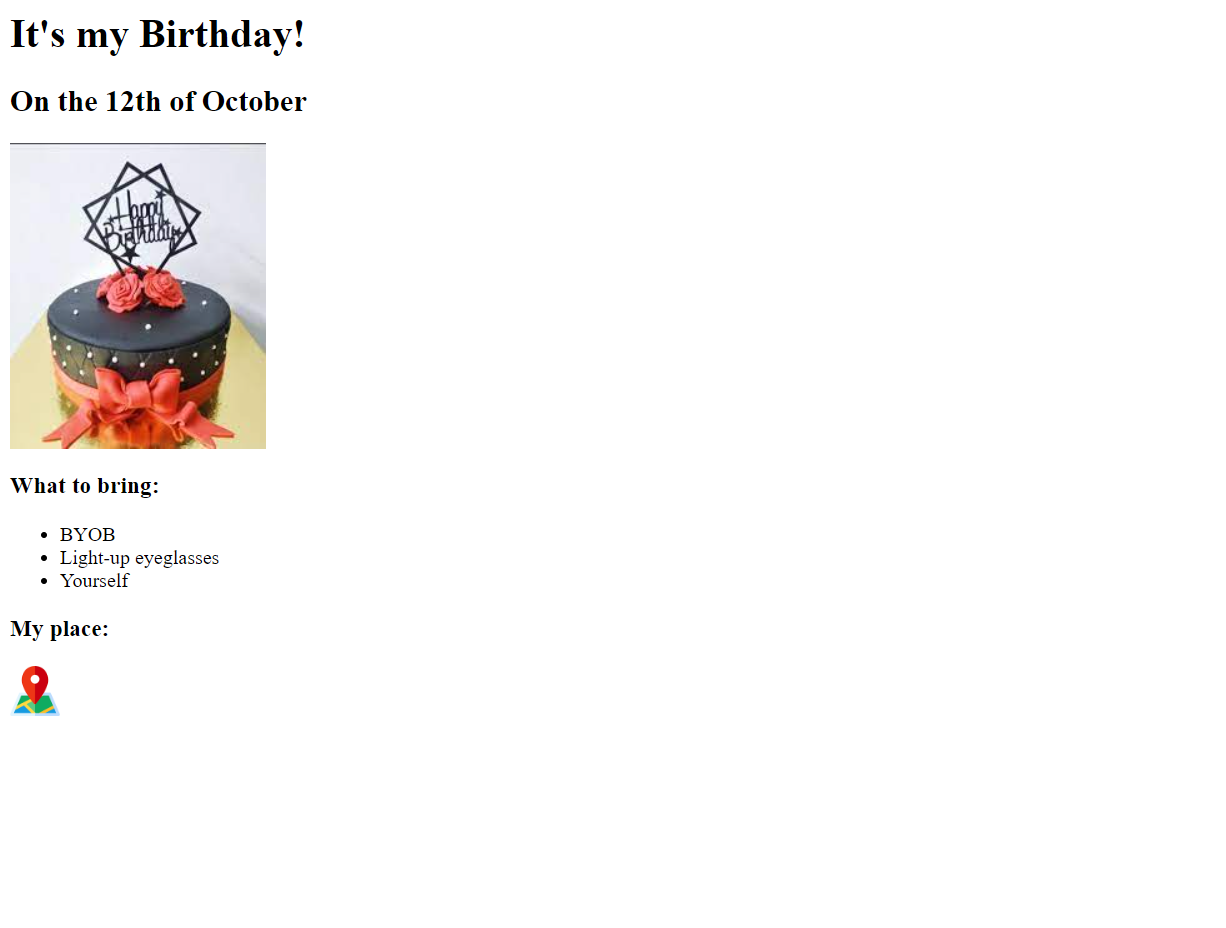 It's my Birthday!
On the 12th of October
Happy
Birthday
What to bring:
BYOB
Light-up eyeglasses
Yourself
My place: